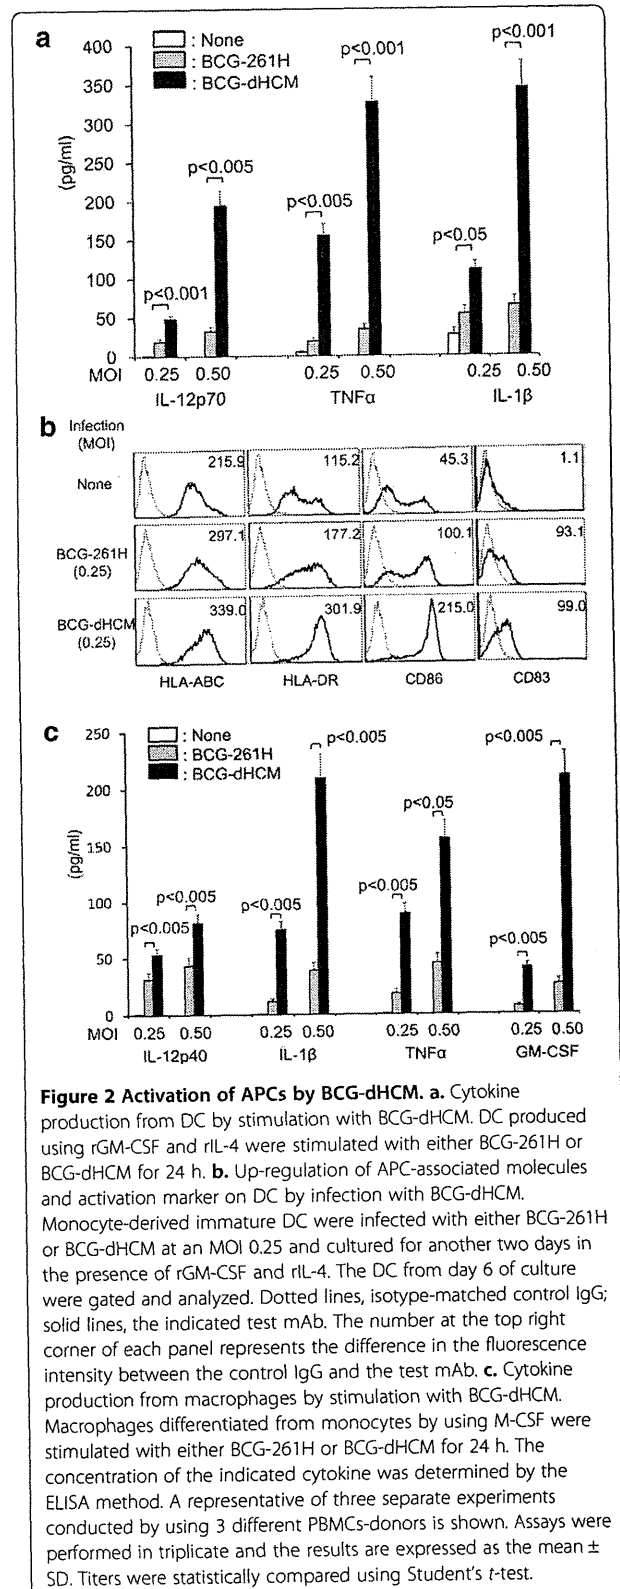 a
400
350
300
250
200
150
100
50
0
(pg/ml)
: None
: BCG-261H
: BCG-dHCM
p<0.001
p<0.005
p<0.005
p<0.001
p<0.05
p<0.001
MOI 0.25 0.50 0.25 0.50 0.25 0.50
IL-12p70 TNFα IL-1β
b Infection
(MOI)
None 215.9 115.2 45.3 1.1
BCG-261H
(0.25) 297.1 177.2 100.1 93.1
BCG-dHCM
(0.25) 339.0 301.9 215.0 99.0
HLA-ABC HLA-DR CD86 CD83
c
250
200
150
100
50
0
(pg/ml)
: None
: BCG-261H
: BCG-dHCM
p<0.005
p<0.005
p<0.005
p<0.005
p<0.005
p<0.05
p<0.005
p<0.005
MOI 0.25 0.50 0.25 0.50 0.25 0.50 0.25 0.50
IL-12p40 IL-1β TNFα GM-CSF
Figure 2 Activation of APCs by BCG-dHCM. a. Cytokine
production from DC by stimulation with BCG-dHCM. DC produced
using rGM-CSF and rIL-4 were stimulated with either BCG-261H or
BCG-dHCM for 24 h. b. Up-regulation of APC-associated molecules
and activation marker on DC by infection with BCG-dHCM.
Monocyte-derived immature DC were infected with either BCG-261H
or BCG-dHCM at an MOI 0.25 and cultured for another two days in
the presence of rGM-CSF and rIL-4. The DC from day 6 of culture
were gated and analyzed. Dotted lines, isotype-matched control IgG;
solid lines, the indicated test mAb. The number at the top right
corner of each panel represents the difference in the fluorescence
intensity between the control IgG and the test mAb. c. Cytokine
production from macrophages by stimulation with BCG-dHCM.
Macrophages differentiated from monocytes by using M-CSF were
stimulated with either BCG-261H or BCG-dHCM for 24 h. The
concentration of the indicated cytokine was determined by the
ELISA method. A representative of three separate experiments
conducted by using 3 different PBMCs-donors is shown. Assays were
performed in triplicate and the results are expressed as the mean ±
SD. Titers were statistically compared using Student's t-test.